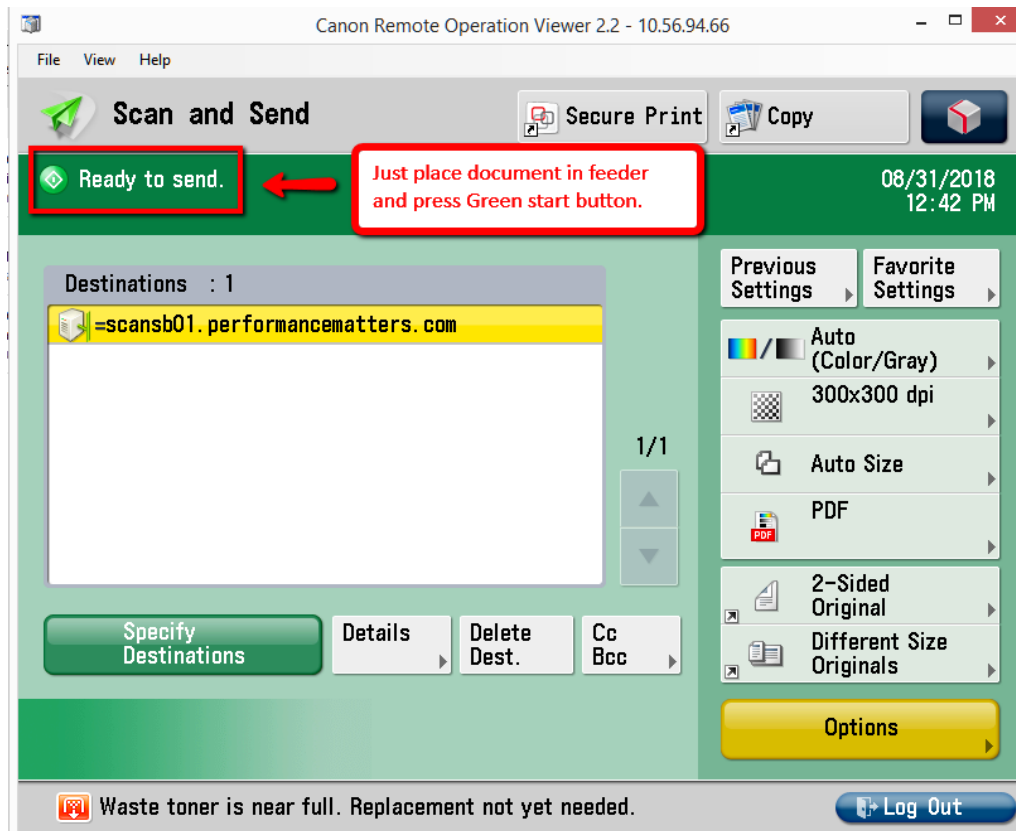 Canon Remote Operation Viewer 2.2 - 10.56.94.66
File View Help
Scan and Send
Secure Print
Copy
Ready to send.
Just place document in feeder
and press Green start button.
08/31/2018
12:42 PM
Destinations : 1
=scansb01.performancematters.com
1/1
Specify
Destinations
Details
Delete
Dest.
Cc
Bcc
Previous
Settings
Favorite
Settings
Auto
(Color/Gray)
300x300 dpi
Auto Size
PDF
PDF
2-Sided
Original
Different Size
Originals
Options
Waste toner is near full. Replacement not yet needed.
Log Out